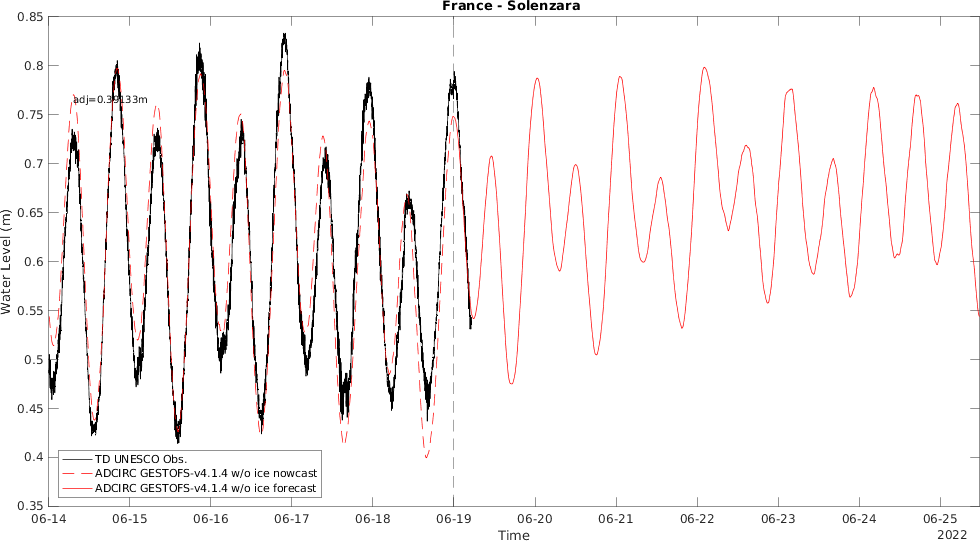 France - Solenzara
0.85
0.8
0.75
0.7
0.65
0.6
0.55
0.5
0.45
0.4
0.35
Water Level (m)
adj=0.39133m
TD UNESCO Obs.
ADCIRC GESTOFS-v4.1.4 w/o ice nowcast
ADCIRC GESTOFS-v4.1.4 w/o ice forecast
06-14 06-15 06-16 06-17 06-18 06-19 06-20 06-21 06-22 06-23 06-24 06-25
Time
2022